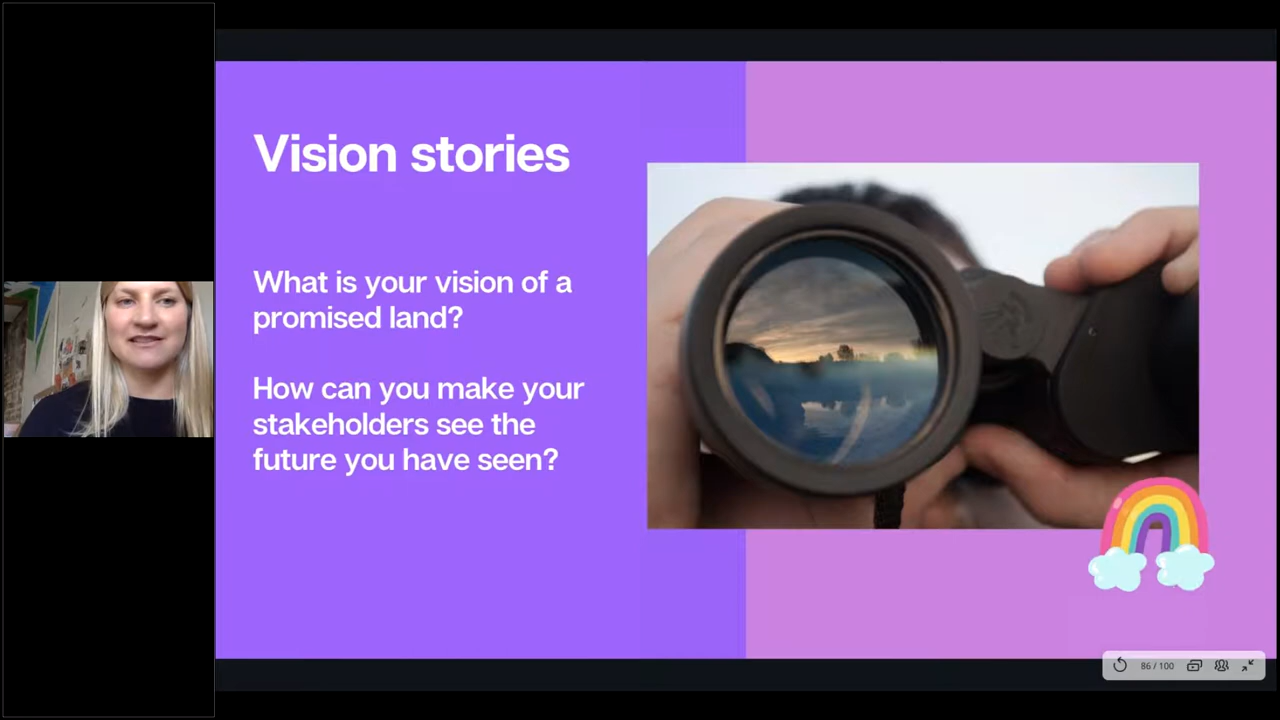 Vision stories
What is your vision of a
promised land?
How can you make your
stakeholders see the
future you have seen?
86 / 100